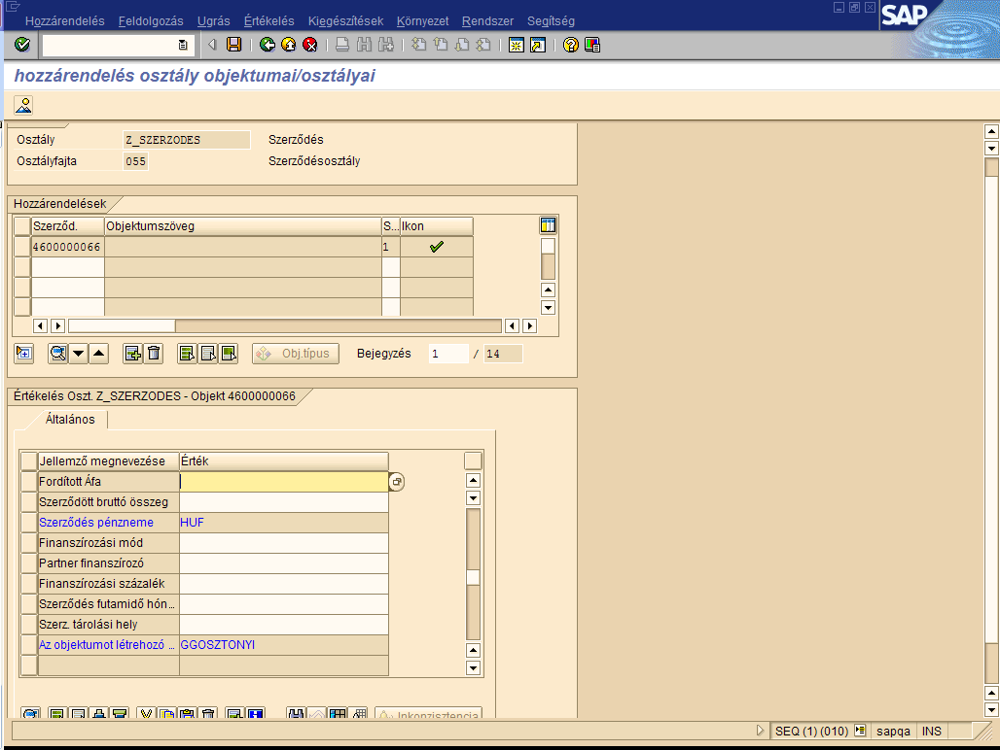 Hozzárendelés Feldolgozás Ugrás Értékelés Kiegészítések Környezet Rendszer Segítség
SAP
hozzárendelés osztály objektumai/osztályai
Osztály Z_SZERZODES Szerződés
Osztályfajta 055 Szerződésosztály
Hozzárendelések
Szerződ. Objektumszöveg S... Ikon
4600000066 1
Obj.típus Bejegyzés 1 / 14
Értékelés Oszt. Z_SZERZODES - Objekt 4600000066
Általános
Jellemző megnevezése Érték
Fordított Áfa
Szerződött bruttó összeg
Szerződés pénzneme HUF
Finanszírozási mód
Partner finanszírozó
Finanszírozási százalék
Szerződés futamidő hón...
Szerz. tárolási hely
Az objektumot létrehozó ... GGOSZTONYI
Inkonzisztencia
SEQ (1) (010) sapqa INS